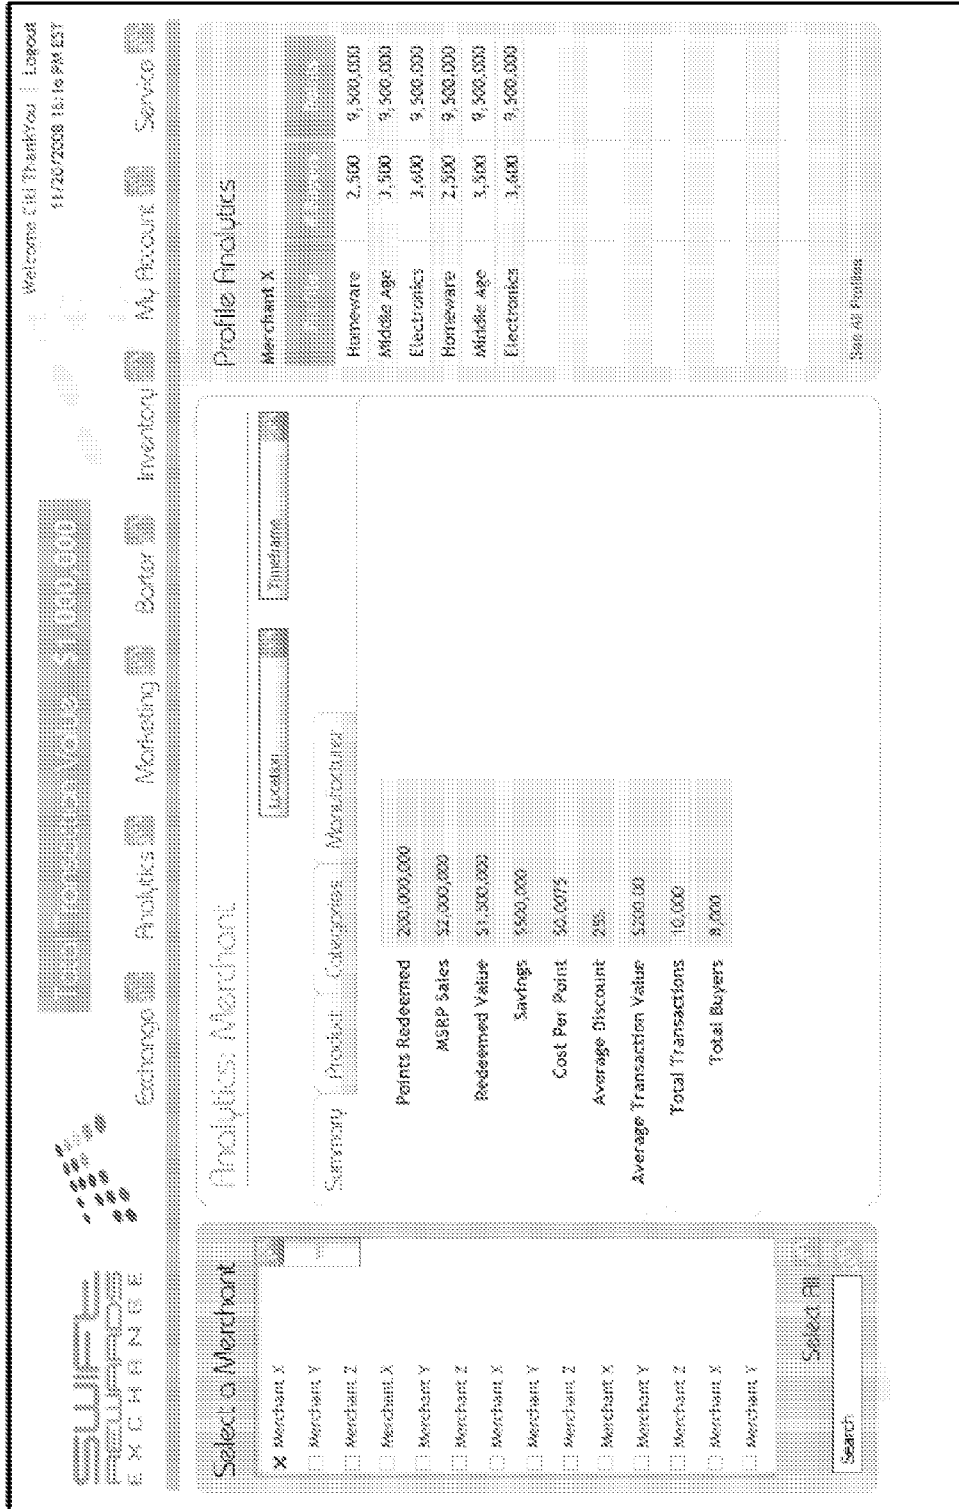 SWIFT
REWARDS
EXCHANGE
Welcome Citi ThankYou | Logout
11/20/2008 16:16 PM EST
Exchange Analytics Marketing Barter Inventory My Account Service
Select a Merchant
X Merchant X
Merchant Y
Merchant Z
Merchant X
Merchant Y
Merchant Z
Merchant X
Merchant Y
Merchant Z
Merchant X
Merchant Y
Merchant Z
Merchant X
Merchant Y
Select All
Search
Analytics: Merchant
Location Timeframe
Summary Product Categories Manufacturer
Points Redeemed 200,000,000
MSRP Sales $2,000,000
Redeemed Value $1,500,000
Savings $500,000
Cost Per Point $0.0075
Average Discount 25%
Average Transaction Value $200.00
Total Transactions 10,000
Total Buyers 8,000
Profile Analytics
Merchant X
Homeware 2,500 9,500,000
Middle Age 3,500 9,500,000
Electronics 3,600 9,500,000
Homeware 2,500 9,500,000
Middle Age 3,500 9,500,000
Electronics 3,600 9,500,000
See All Profiles